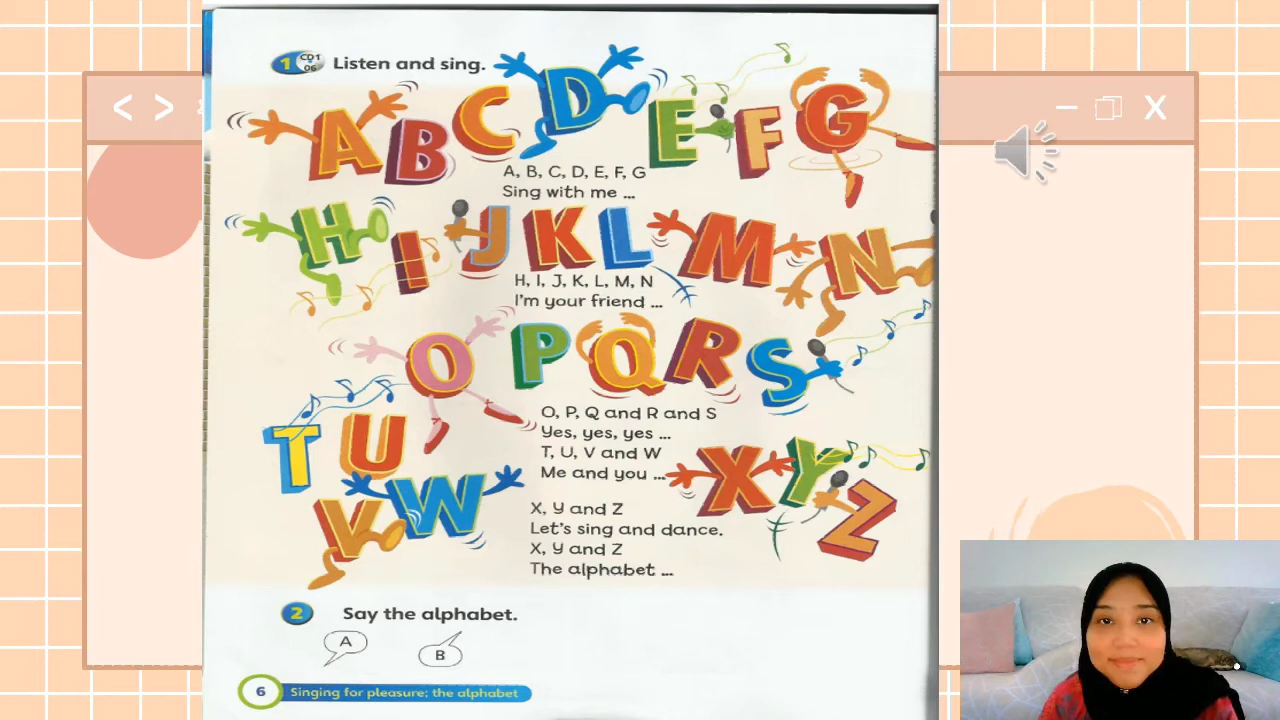 1 CD1 06 Listen and sing.
A B C D E F G
A, B, C, D, E, F, G
Sing with me ...
H I J K L M N
H, I, J, K, L, M, N
I'm your friend ...
O P Q R S
O, P, Q and R and S
Yes, yes, yes ...
T U V W
T, U, V and W
Me and you ...
X Y Z
X, Y and Z
Let's sing and dance.
X, Y and Z
The alphabet ...
2 Say the alphabet.
A B
6 Singing for pleasure: the alphabet